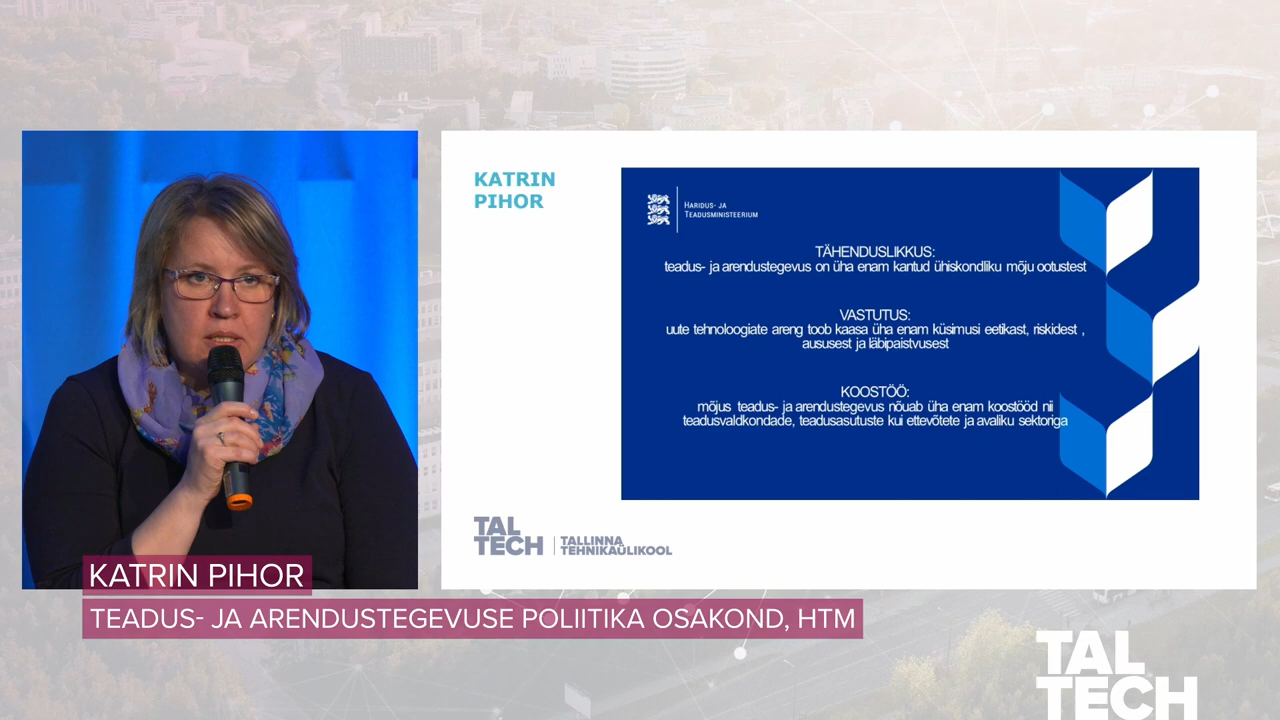 KATRIN
PIHOR
HARIDUS- JA
TEADUSMINISTEERIUM
TÄHENDUSLIKKUS:
teadus- ja arendustegevus on üha enam kantud ühiskondliku mõju ootustest
VASTUTUS:
uute tehnoloogiate areng toob kaasa üha enam küsimusi eetikast, riskidest ,
aususest ja läbipaistvusest
KOOSTÖÖ:
mõjus teadus- ja arendustegevus nõuab üha enam koostööd nii
teadusvaldkondade, teadusasutuste kui ettevõtete ja avaliku sektoriga
TAL
TECH
TALLINNA
TEHNIKAÜLIKOOL
KATRIN PIHOR
TEADUS- JA ARENDUSTEGEVUSE POLIITIKA OSAKOND, HTM
TAL
TECH